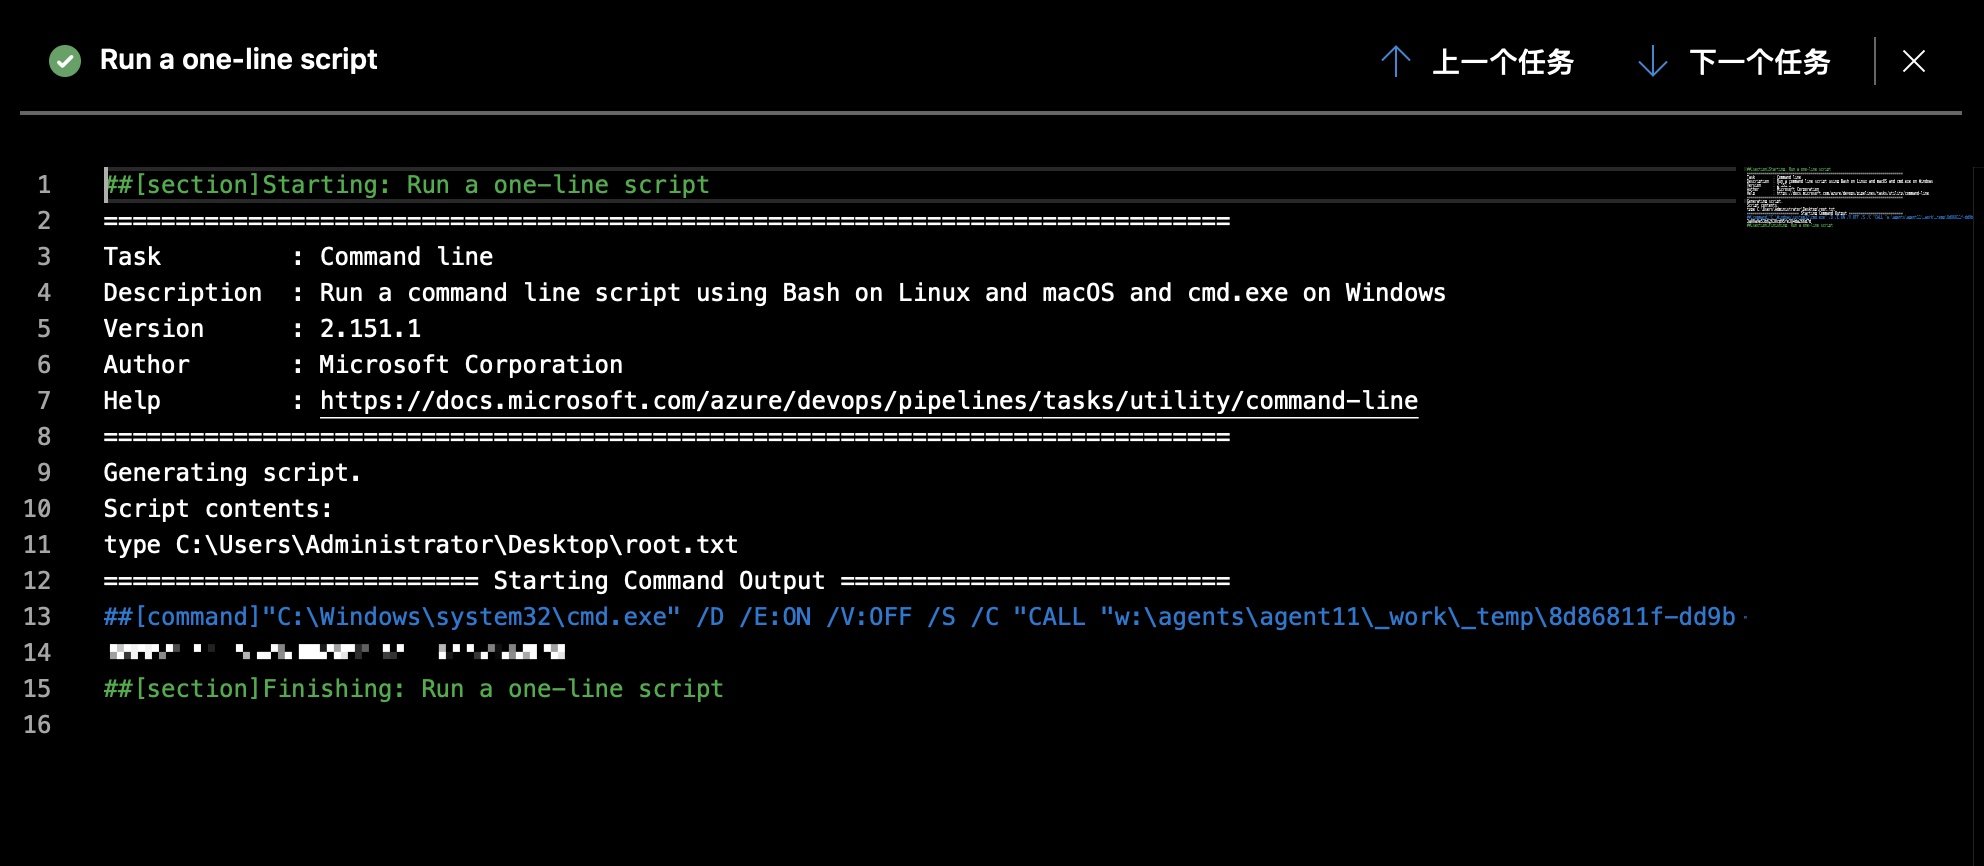 Run a one-line script
上一个任务
下一个任务
1 ##[section]Starting: Run a one-line script
2 ==============================================================================
3 Task         : Command line
4 Description  : Run a command line script using Bash on Linux and macOS and cmd.exe on Windows
5 Version      : 2.151.1
6 Author       : Microsoft Corporation
7 Help         : https://docs.microsoft.com/azure/devops/pipelines/tasks/utility/command-line
8 ==============================================================================
9 Generating script.
10 Script contents:
11 type C:\Users\Administrator\Desktop\root.txt
12 ========================== Starting Command Output ===========================
13 ##[command]"C:\Windows\system32\cmd.exe" /D /E:ON /V:OFF /S /C "CALL "w:\agents\agent11\_work\_temp\8d86811f-dd9b-
14
15 ##[section]Finishing: Run a one-line script
16